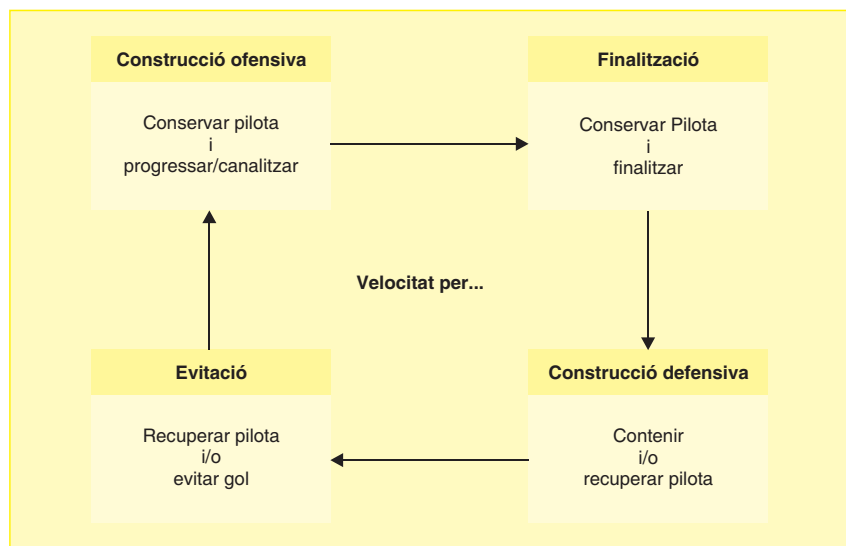 Construcció ofensiva
Conservar pilota
i
progressar/canalitzar
Finalització
Conservar Pilota
i
finalitzar
Velocitat per...
Evitació
Recuperar pilota
i/o
evitar gol
Construcció defensiva
Contenir
i/o
recuperar pilota